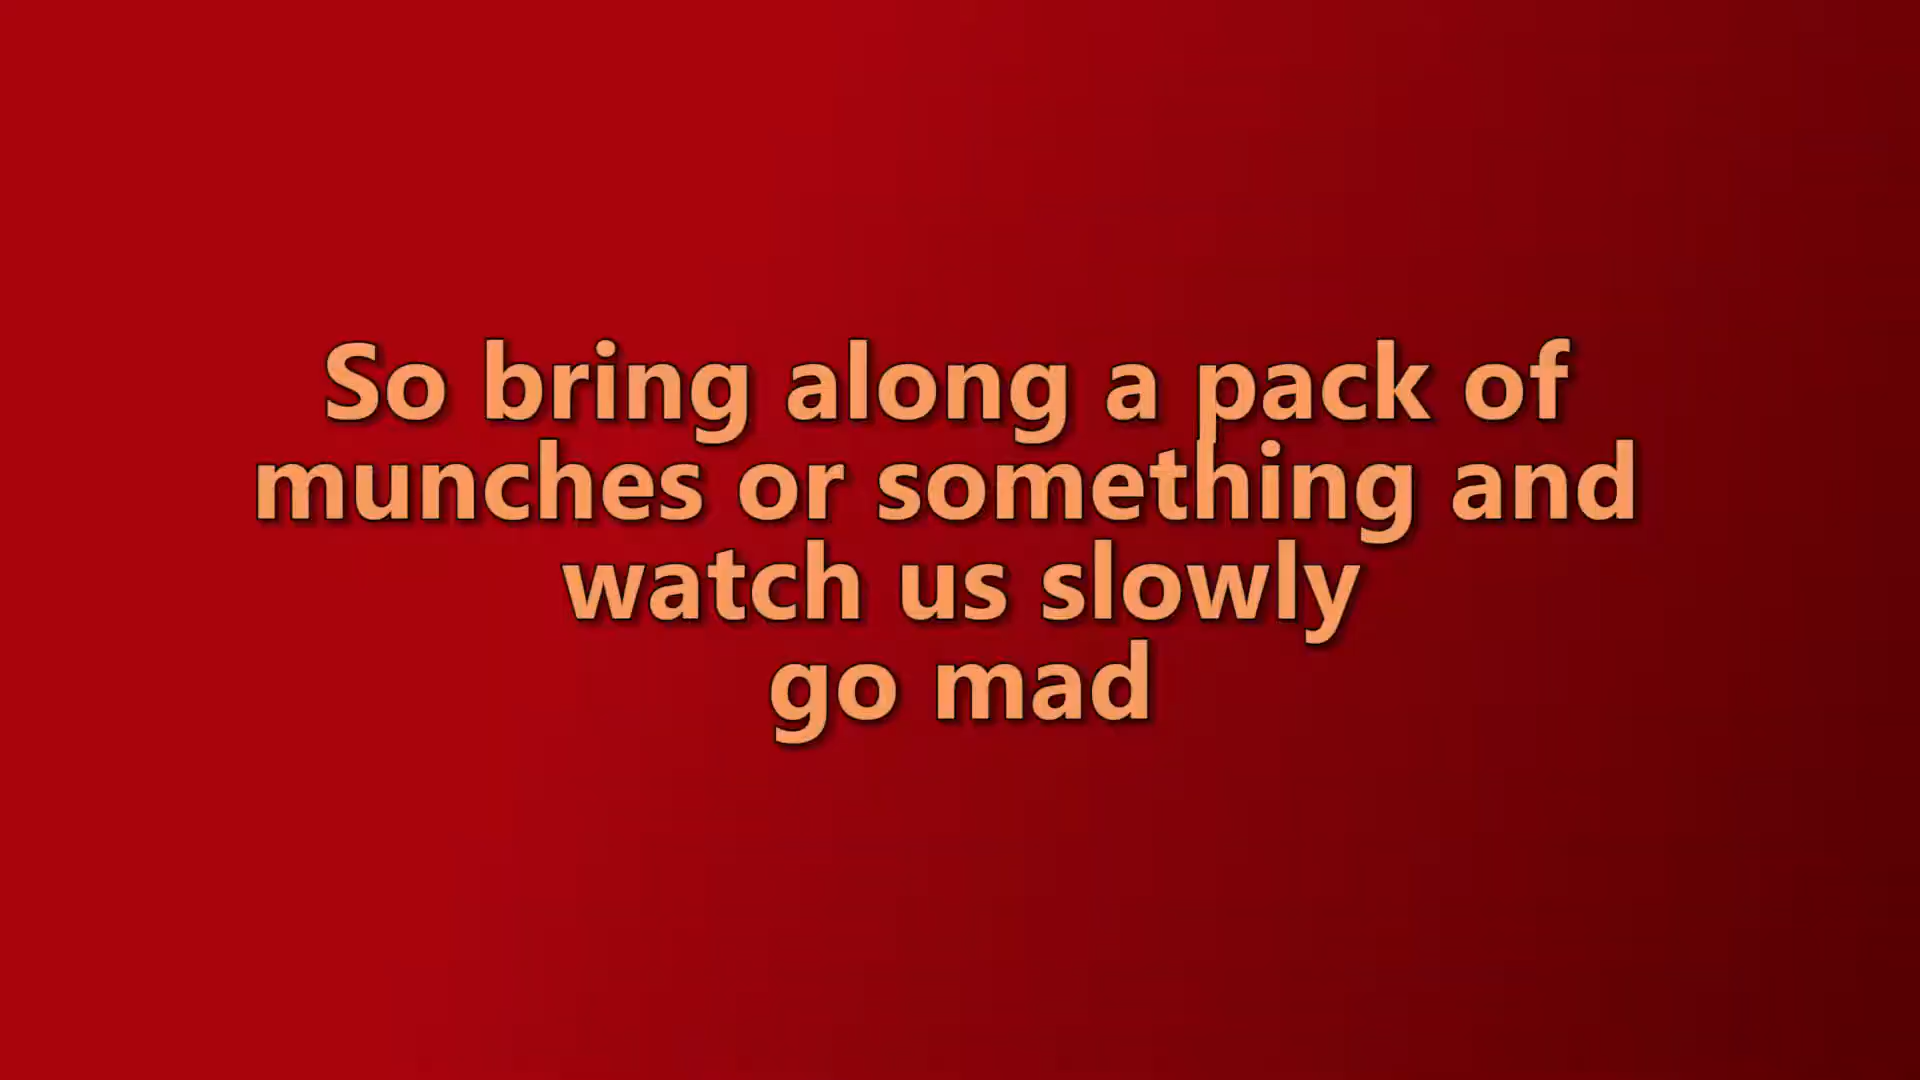 So bring along a pack of
munches or something and
watch us slowly
go mad